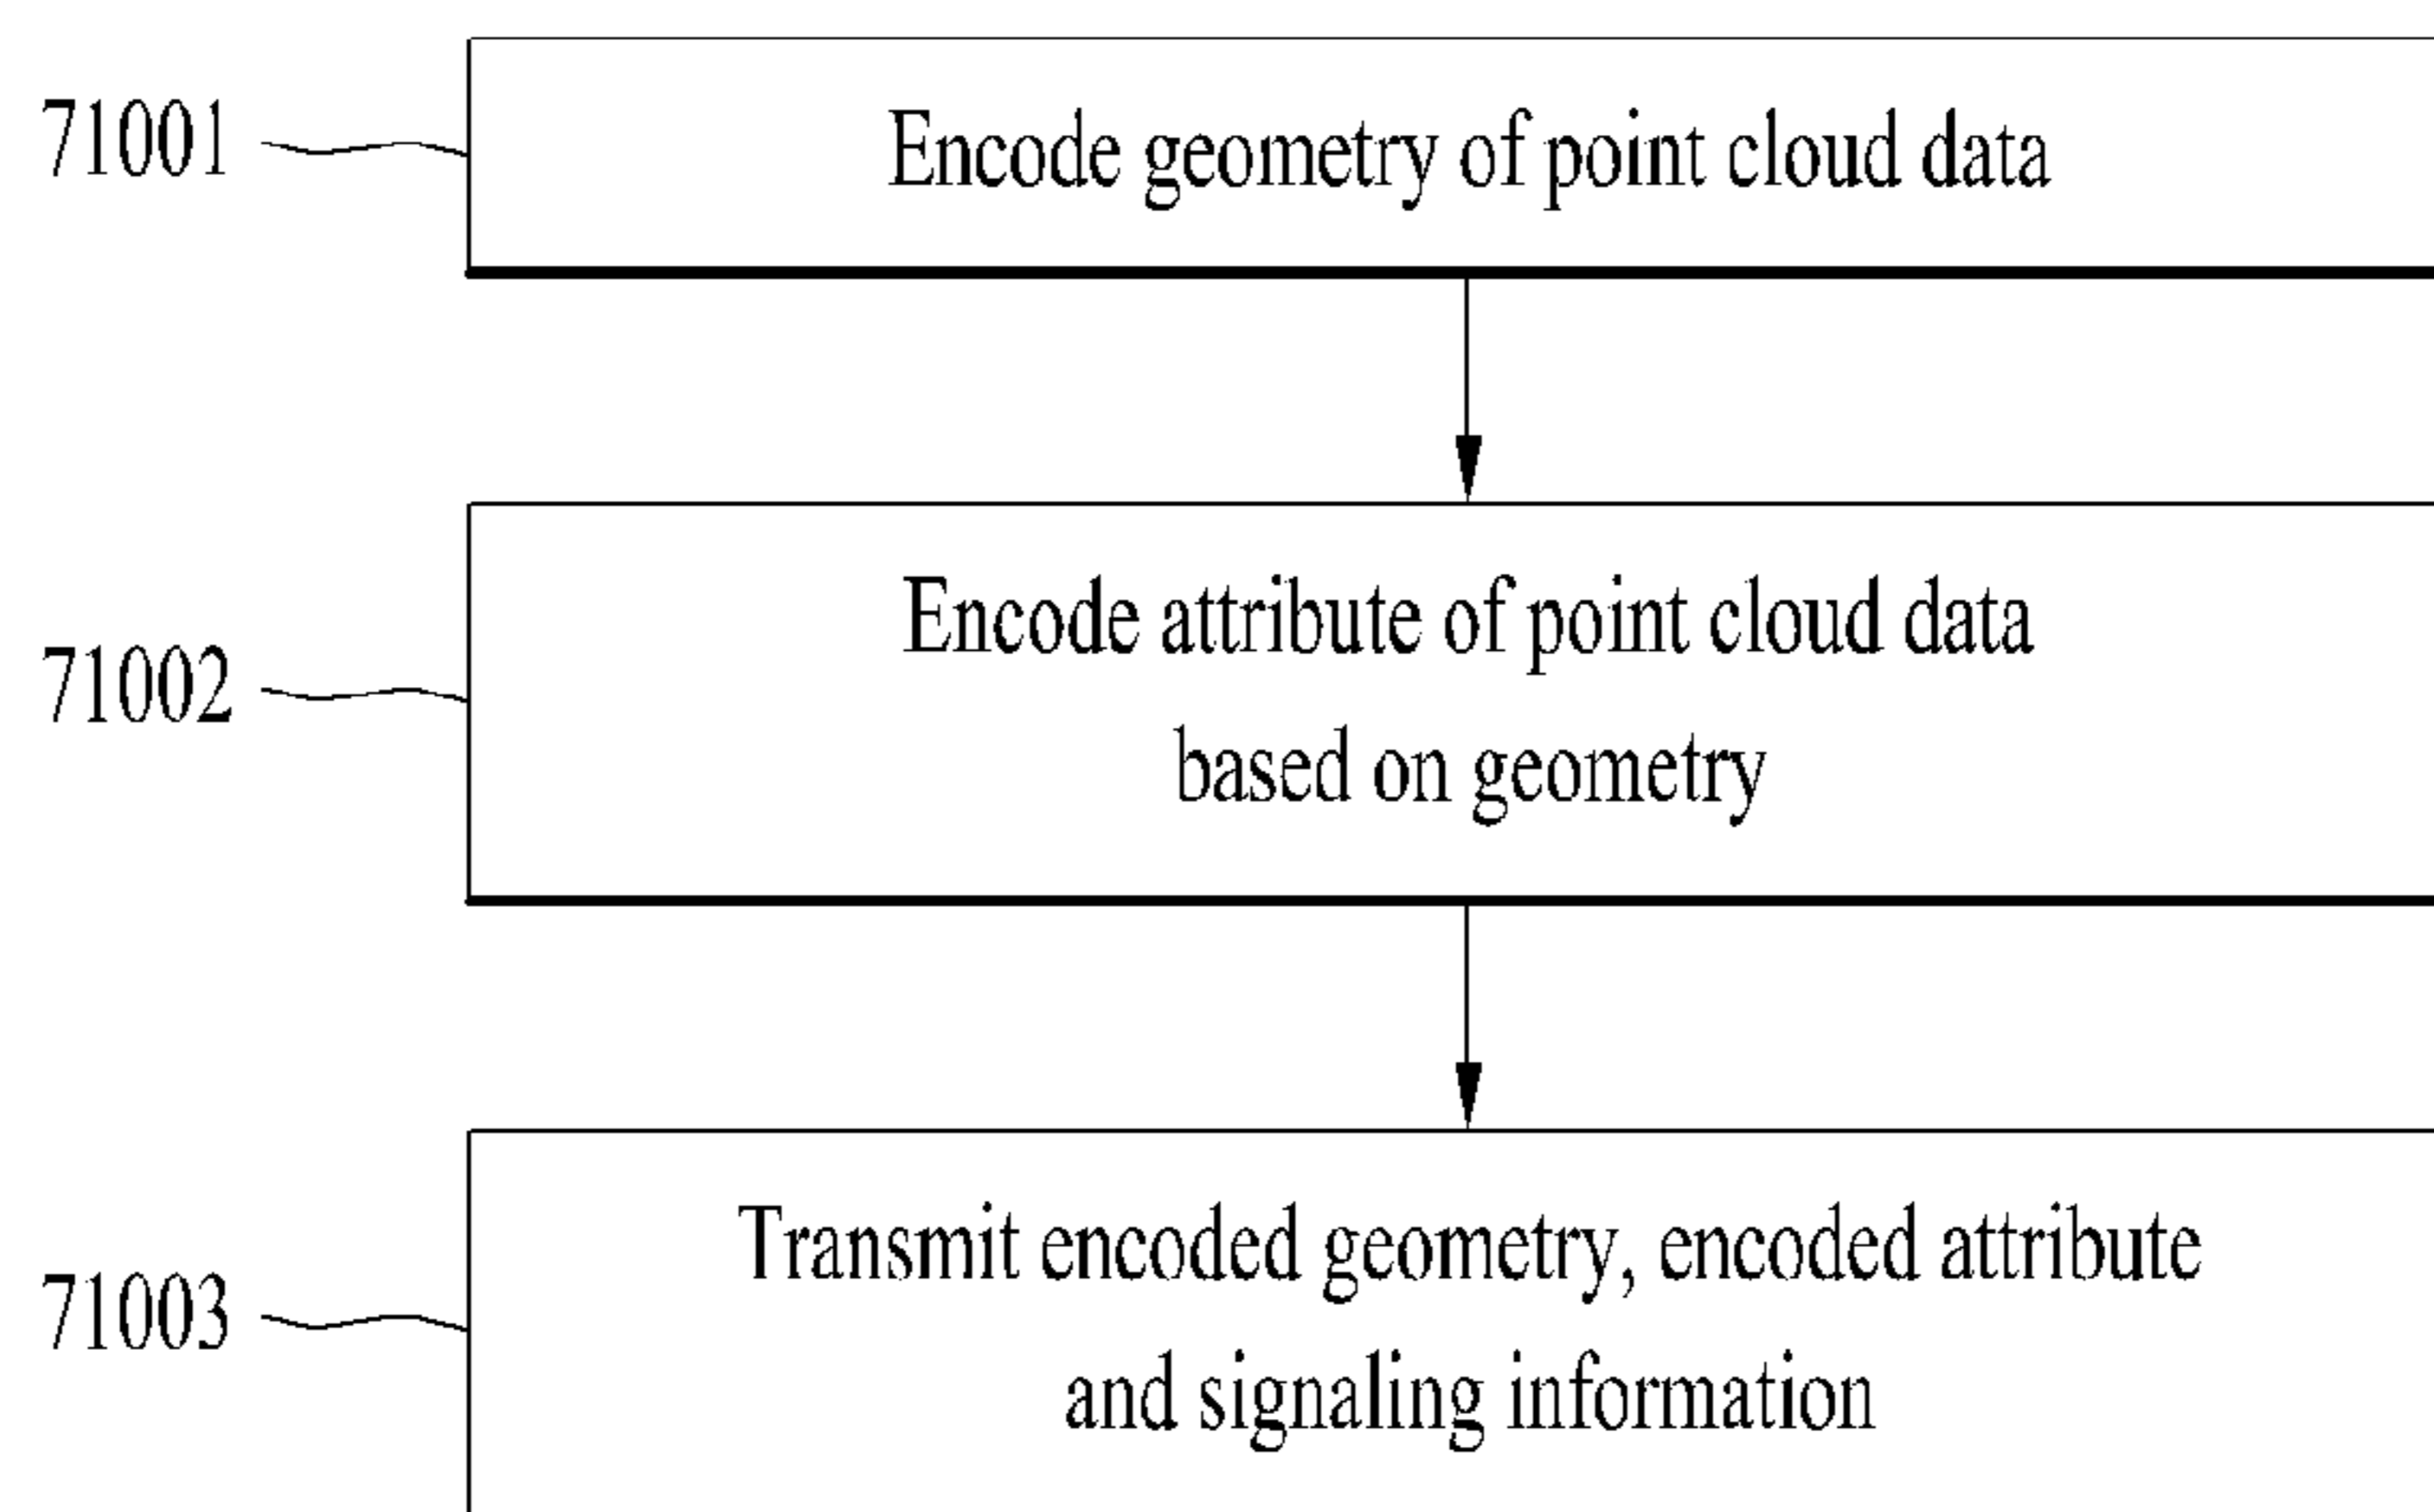 71001
Encode geometry of point cloud data
71002
Encode attribute of point cloud data
based on geometry
71003
Transmit encoded geometry, encoded attribute
and signaling information